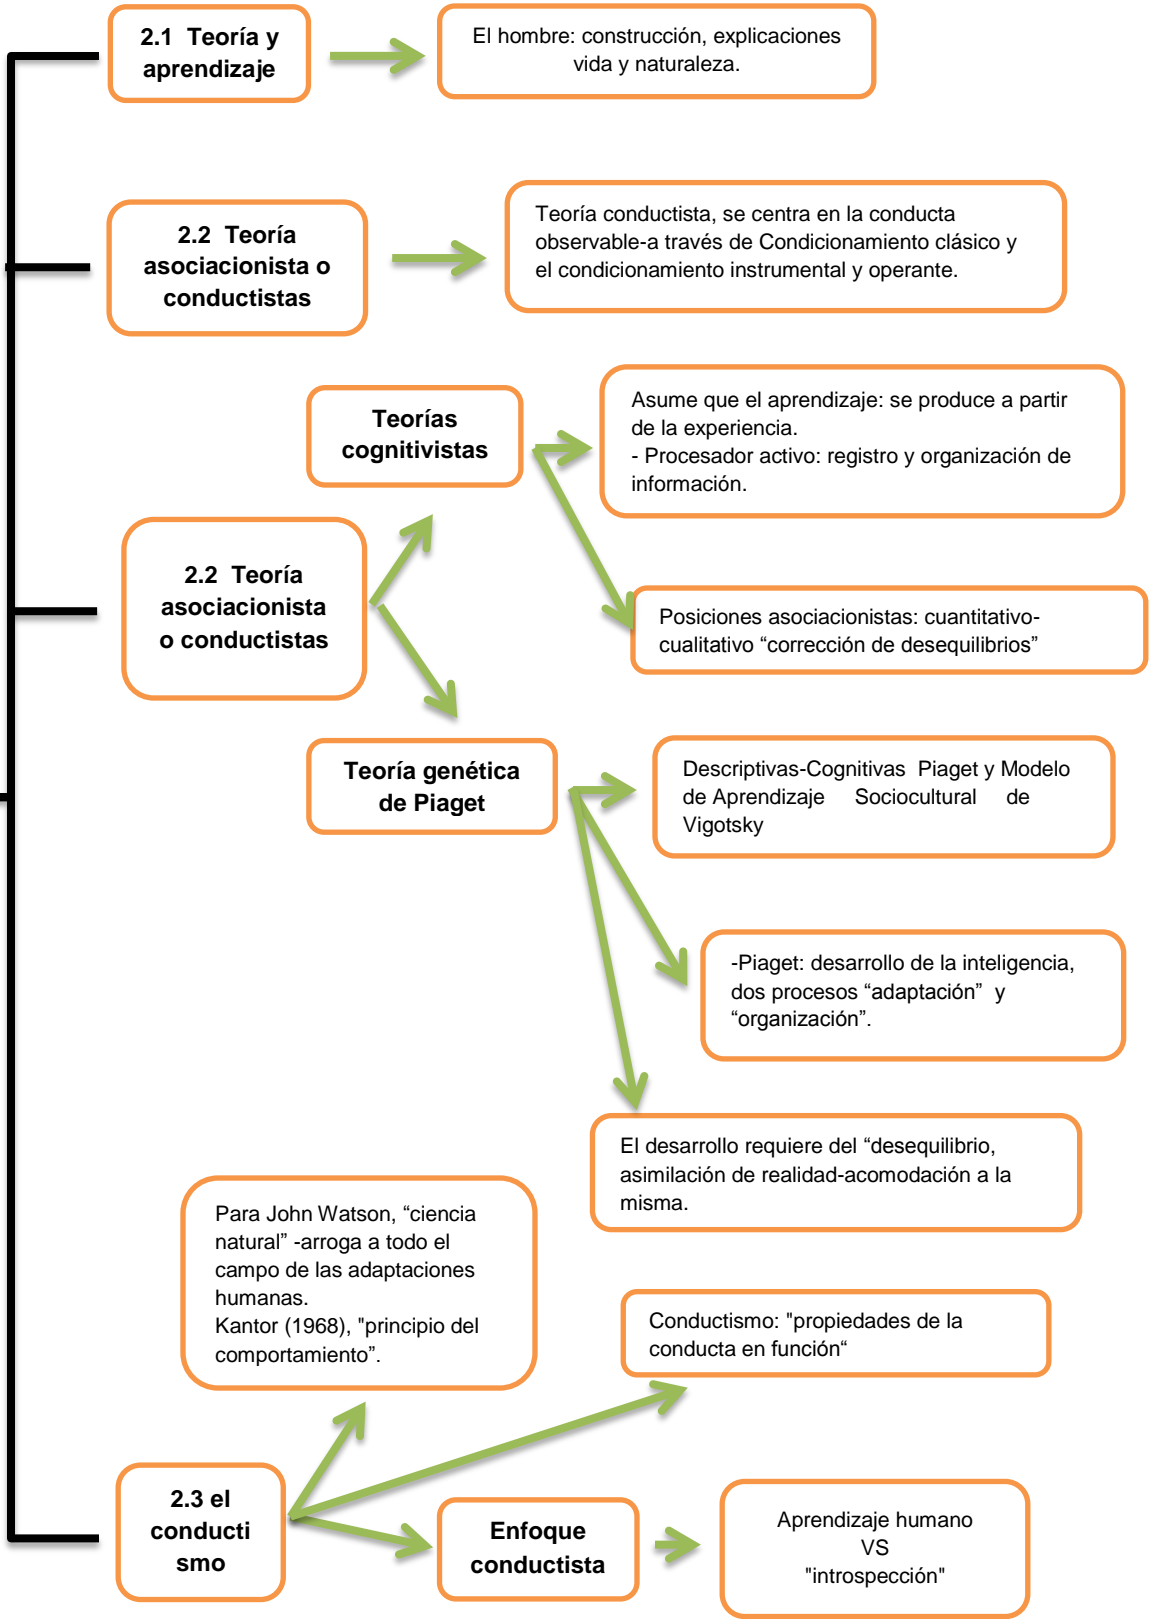 2.1 Teoría y
aprendizaje
El hombre: construcción, explicaciones
vida y naturaleza.
2.2 Teoría
asociacionista o
conductistas
Teoría conductista, se centra en la conducta
observable-a través de Condicionamiento clásico y
el condicionamiento instrumental y operante.
Teorías
cognitivistas
Asume que el aprendizaje: se produce a partir
de la experiencia.
- Procesador activo: registro y organización de
información.
2.2 Teoría
asociacionista
o conductistas
Posiciones asociacionistas: cuantitativo-
cualitativo “corrección de desequilibrios”
Teoría genética
de Piaget
Descriptivas-Cognitivas Piaget y Modelo
de Aprendizaje Sociocultural de
Vigotsky
-Piaget: desarrollo de la inteligencia,
dos procesos “adaptación” y
“organización”.
El desarrollo requiere del “desequilibrio,
asimilación de realidad-acomodación a la
misma.
Para John Watson, “ciencia
natural” -arroga a todo el
campo de las adaptaciones
humanas.
Kantor (1968), "principio del
comportamiento”.
Conductismo: "propiedades de la
conducta en función“
2.3 el
conducti
smo
Enfoque
conductista
Aprendizaje humano
VS
"introspección"